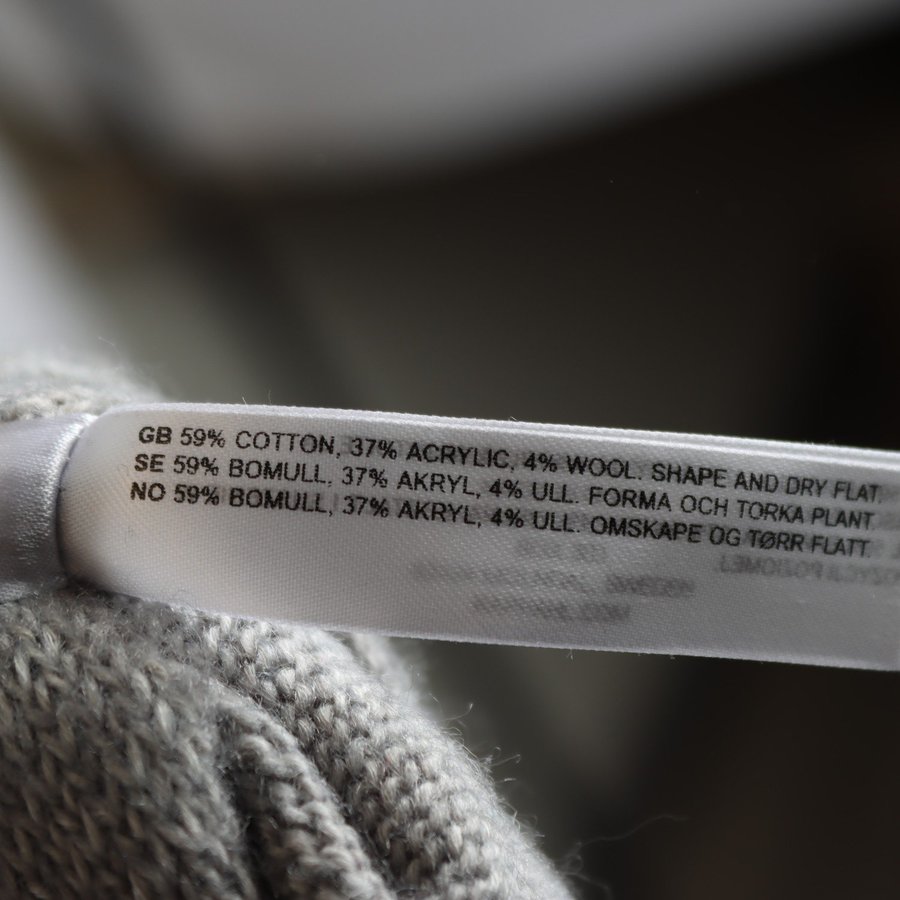 GB 59% COTTON, 37% ACRYLIC, 4% WOOL. SHAPE AND DRY FLAT.
SE 59% BOMULL, 37% AKRYL, 4% ULL. FORMA OCH TORKA PLANT.
NO 59% BOMULL, 37% AKRYL, 4% ULL. OMSKAPE OG TØRR FLATT.